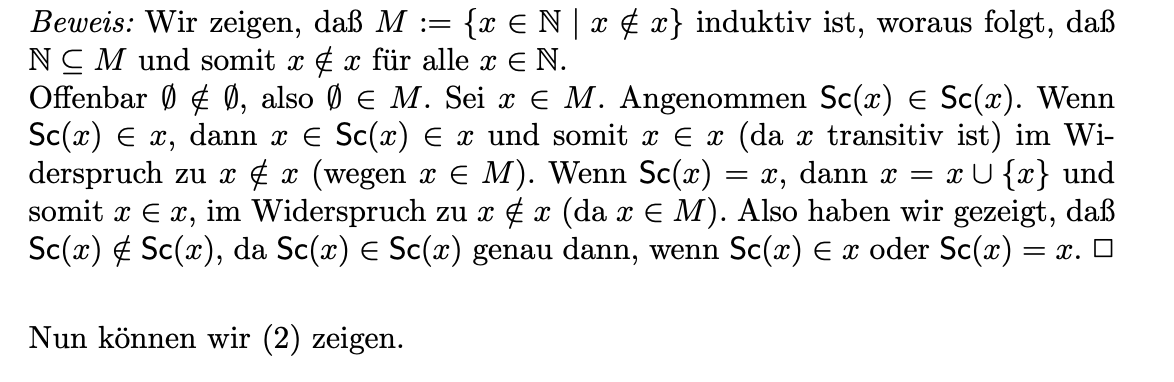 Beweis: Wir zeigen, daß M := {x ∈ ℕ | x ∉ x} induktiv ist, woraus folgt, daß
ℕ ⊆ M und somit x ∉ x für alle x ∈ ℕ.
Offenbar ∅ ∉ ∅, also ∅ ∈ M. Sei x ∈ M. Angenommen Sc(x) ∈ Sc(x). Wenn
Sc(x) ∈ x, dann x ∈ Sc(x) ∈ x und somit x ∈ x (da x transitiv ist) im Wi-
derspruch zu x ∉ x (wegen x ∈ M). Wenn Sc(x) = x, dann x = x ∪ {x} und
somit x ∈ x, im Widerspruch zu x ∉ x (da x ∈ M). Also haben wir gezeigt, daß
Sc(x) ∉ Sc(x), da Sc(x) ∈ Sc(x) genau dann, wenn Sc(x) ∈ x oder Sc(x) = x. □
Nun können wir (2) zeigen.